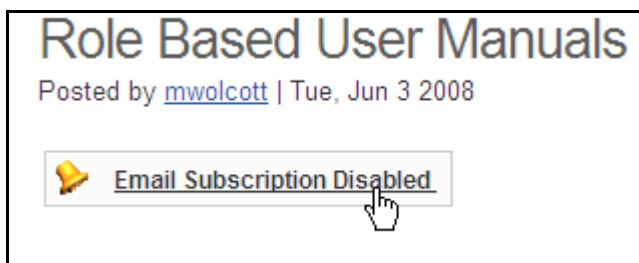 Role Based User Manuals
Posted by mwolcott | Tue, Jun 3 2008
Email Subscription Disabled